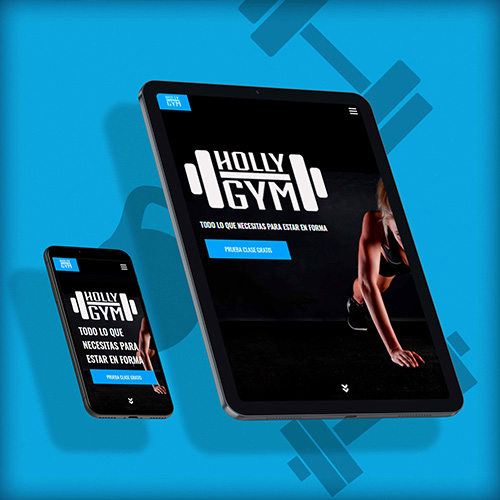 HOLLY
GYM
HOLLY
GYM
TODO LO QUE NECESITAS PARA ESTAR EN FORMA
PRUEBA CLASE GRATIS
HOLLY
GYM
HOLLY
GYM
TODO LO QUE
NECESITAS PARA
ESTAR EN FORMA
PRUEBA CLASE GRATIS